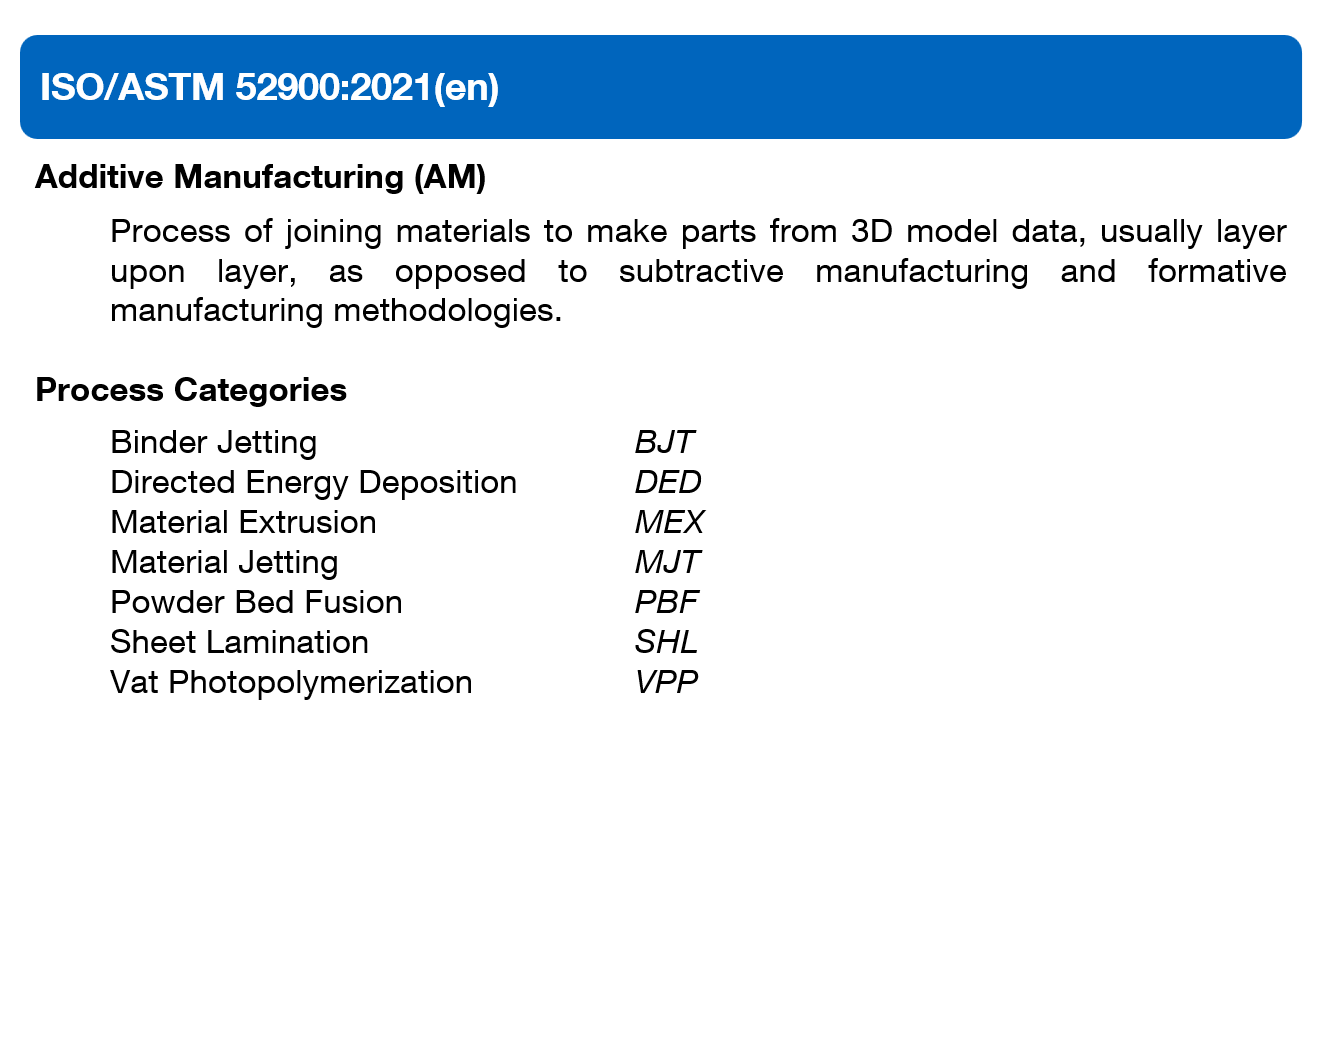 ISO/ASTM 52900:2021(en)
Additive Manufacturing (AM)
Process of joining materials to make parts from 3D model data, usually layer
upon layer, as opposed to subtractive manufacturing and formative
manufacturing methodologies.
Process Categories
Binder Jetting BJT
Directed Energy Deposition DED
Material Extrusion MEX
Material Jetting MJT
Powder Bed Fusion PBF
Sheet Lamination SHL
Vat Photopolymerization VPP